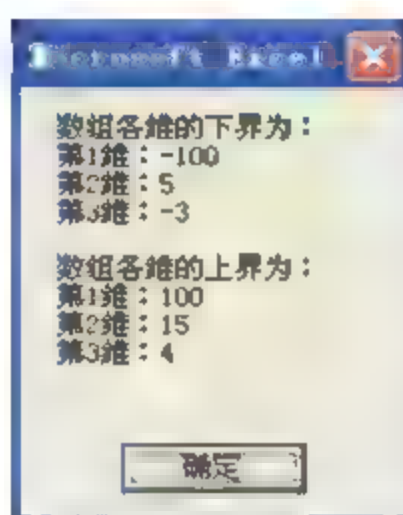 Microsoft Excel
数组各维的下界为：
第1维：-100
第2维：5
第3维：-3
数组各维的上界为：
第1维：100
第2维：15
第3维：4
确定